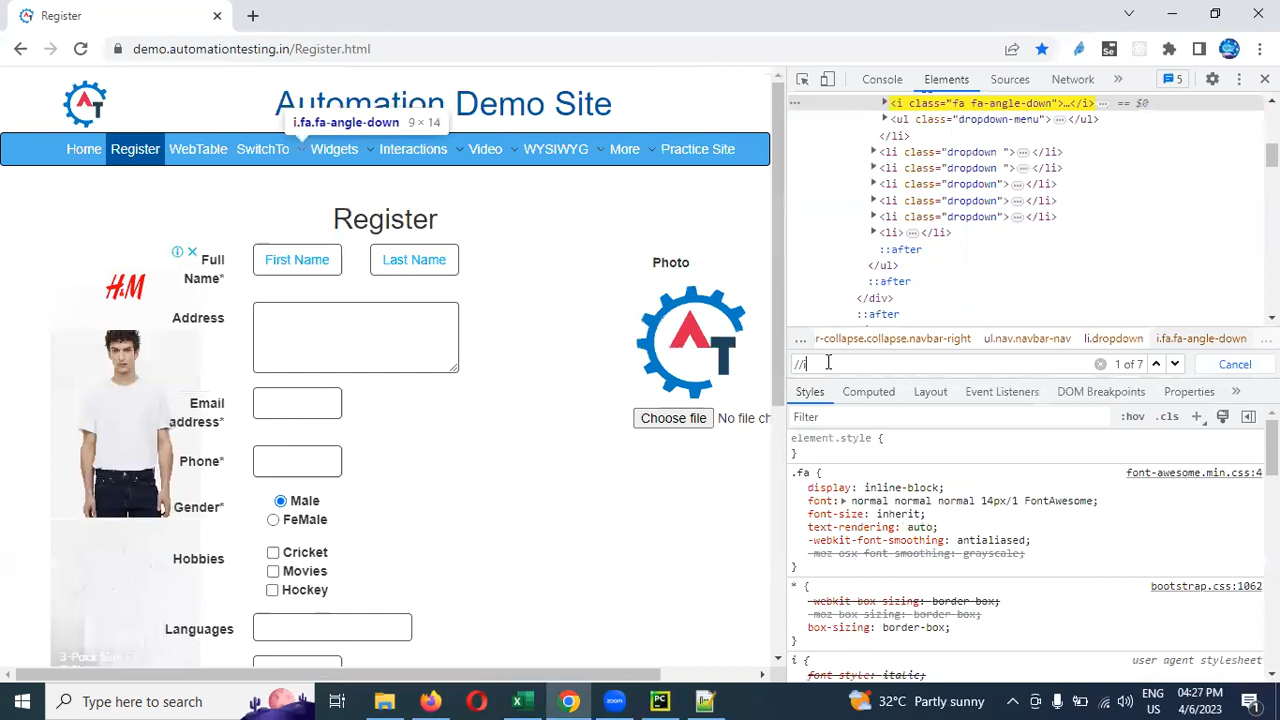 Register
demo.automationtesting.in/Register.html
Automation Demo Site
i.fa.fa-angle-down 9 × 14
Home Register WebTable SwitchTo Widgets Interactions Video WYSIWYG More Practice Site
Register
Full Name*
First Name
Last Name
H&M
Address
Email address*
Phone*
Gender*
Male
FeMale
Hobbies
Cricket
Movies
Hockey
Languages
Photo
AT
Choose file No file ch
Console Elements Sources Network » 5
<i class="fa fa-angle-down">…</i> == $0
<ul class="dropdown-menu">…</ul>
</li>
<li class="dropdown ">…</li>
<li class="dropdown ">…</li>
<li class="dropdown">…</li>
<li class="dropdown">…</li>
<li class="dropdown">…</li>
<li>…</li>
::after
</ul>
::after
</div>
::after
... r-collapse.collapse.navbar-right ul.nav.navbar-nav li.dropdown i.fa.fa-angle-down ...
//i 1 of 7 Cancel
Styles Computed Layout Event Listeners DOM Breakpoints Properties »
Filter :hov .cls +
element.style {
}
.fa { font-awesome.min.css:4
display: inline-block;
font: normal normal normal 14px/1 FontAwesome;
font-size: inherit;
text-rendering: auto;
-webkit-font-smoothing: antialiased;
-moz-osx-font-smoothing: grayscale;
}
* { bootstrap.css:1062
-webkit-box-sizing: border-box;
-moz-box-sizing: border-box;
box-sizing: border-box;
}
i { user agent stylesheet
font-style: italic;
Type here to search
zoom
PC
32°C Partly sunny
ENG IN
04:27 PM
4/6/2023
1